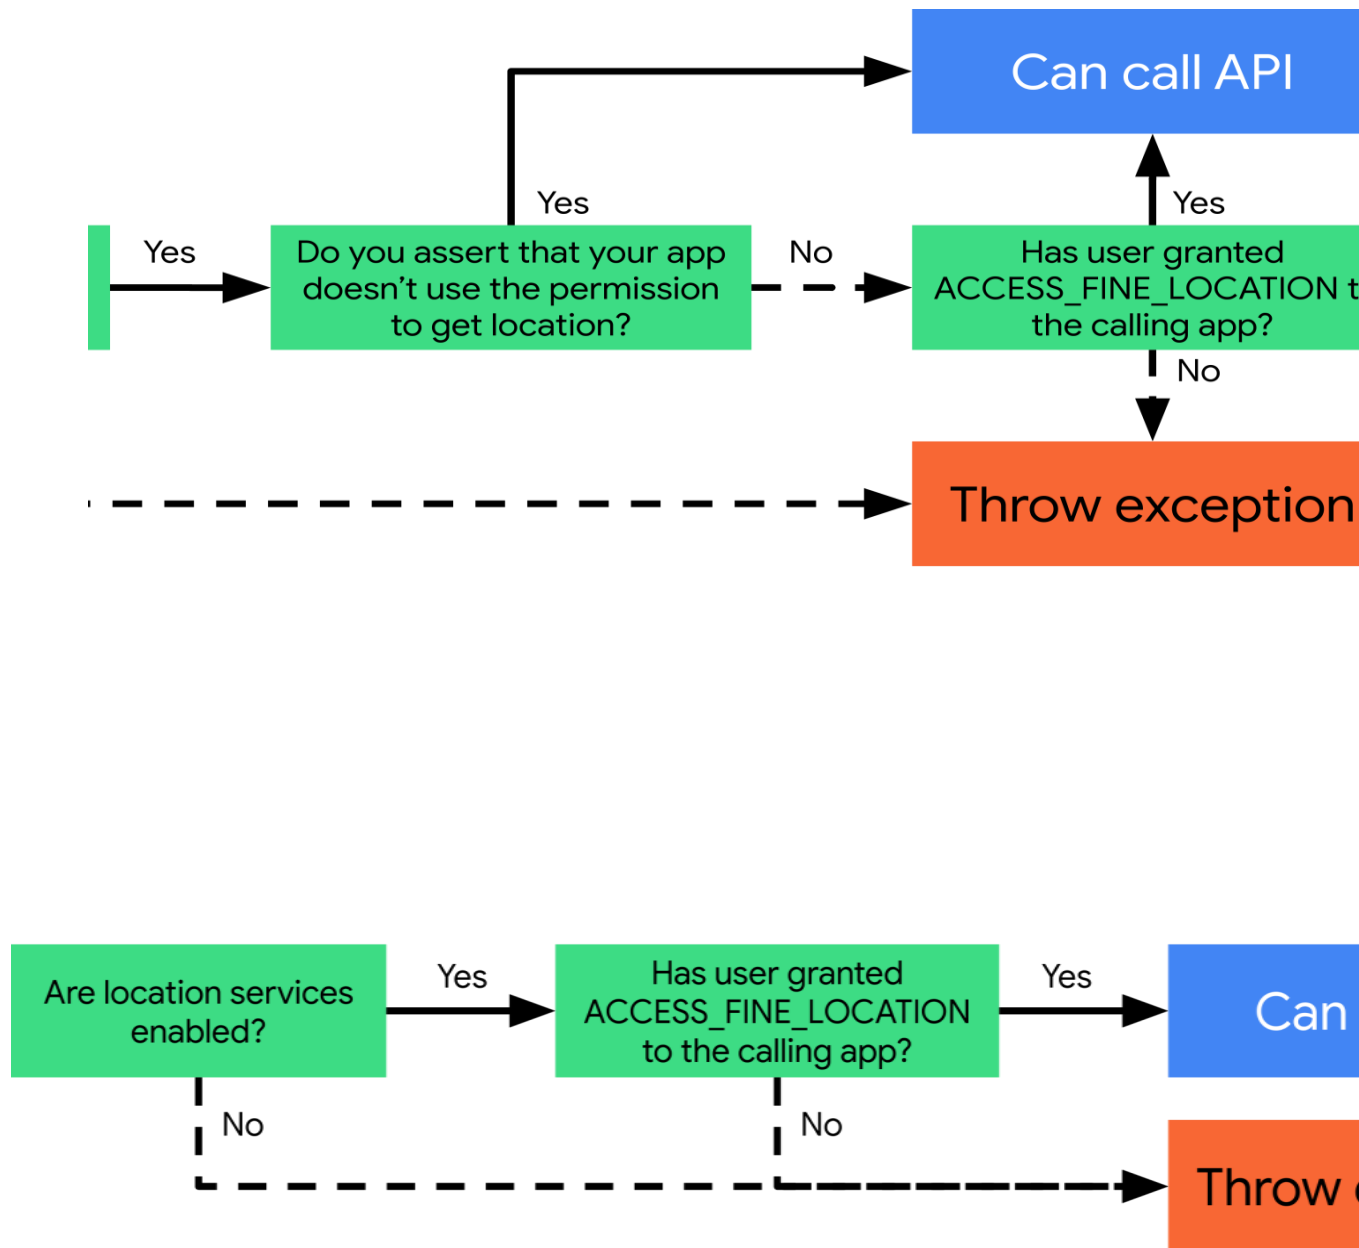 Can call API
Yes
Yes
Yes
Do you assert that your app
doesn't use the permission
to get location?
No
Has user granted
ACCESS_FINE_LOCATION
the calling app?
No
Throw exception
Are location services
enabled?
Yes
Has user granted
ACCESS_FINE_LOCATION
to the calling app?
Yes
Can
No
No
Throw